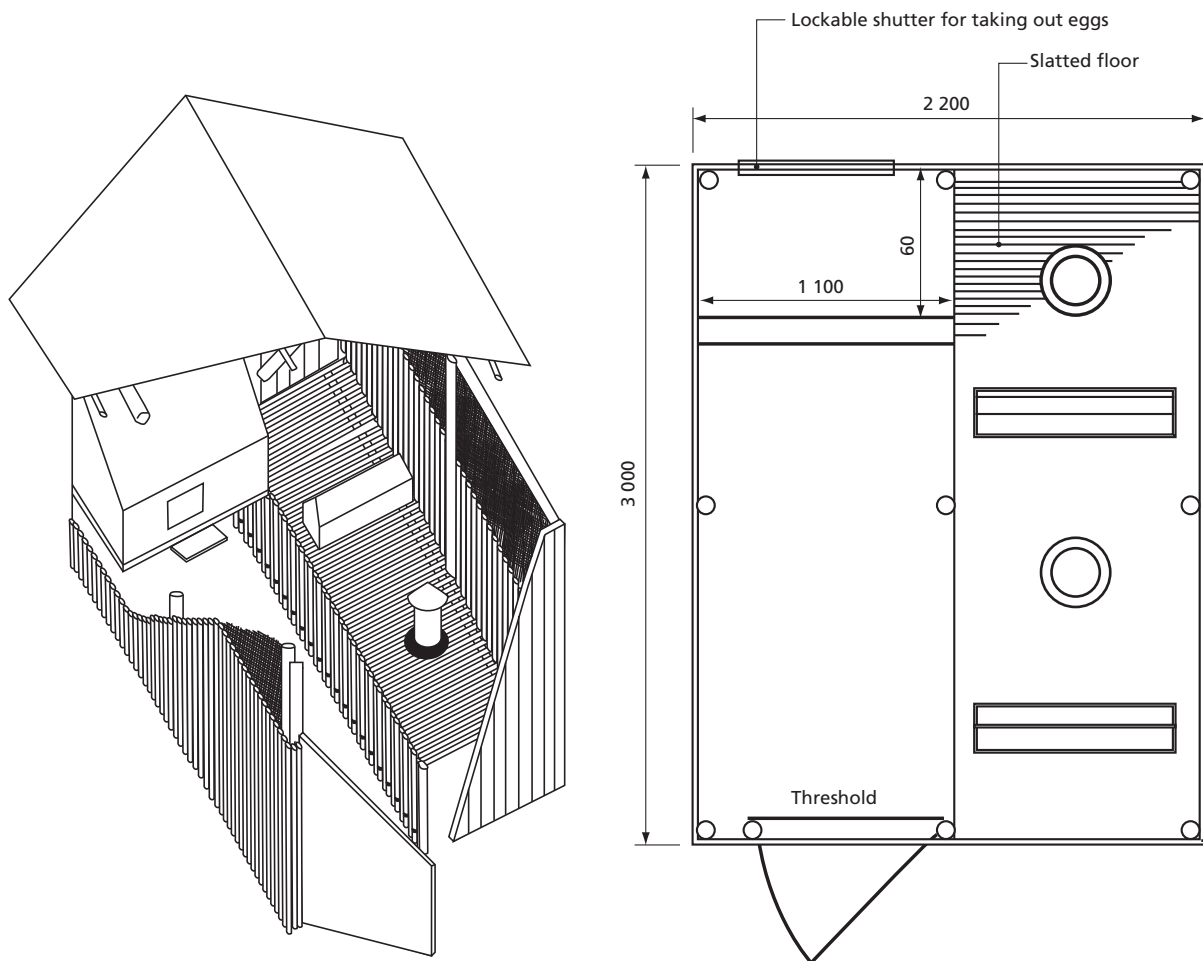 Lockable shutter for taking out eggs
Slatted floor
2 200
60
1 100
3 000
Threshold